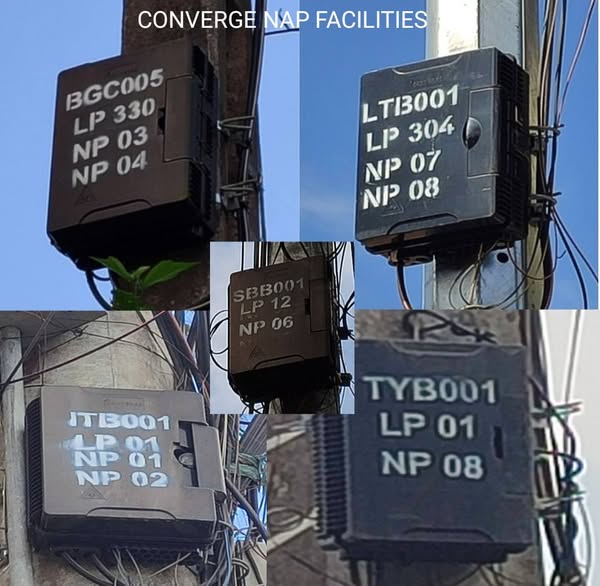 CONVERGE NAP FACILITIES
BGC005
LP 330
NP 03
NP 04
LTB001
LP 304
NP 07
NP 08
SBB001
LP 12
NP 06
JTB001
LP 01
NP 01
NP 02
TYB001
LP 01
NP 08